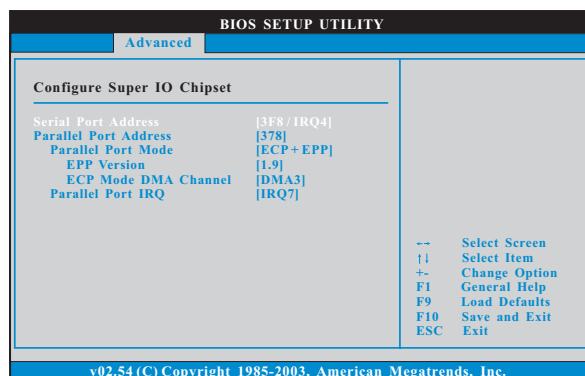 BIOS SETUP UTILITY
Advanced
Configure Super IO Chipset
Serial Port Address [3F8 / IRQ4]
Parallel Port Address [378]
Parallel Port Mode [ECP + EPP]
EPP Version [1.9]
ECP Mode DMA Channel [DMA3]
Parallel Port IRQ [IRQ7]
←→ Select Screen
↑↓ Select Item
+- Change Option
F1 General Help
F9 Load Defaults
F10 Save and Exit
ESC Exit
v02.54 (C) Copyright 1985-2003, American Megatrends, Inc.